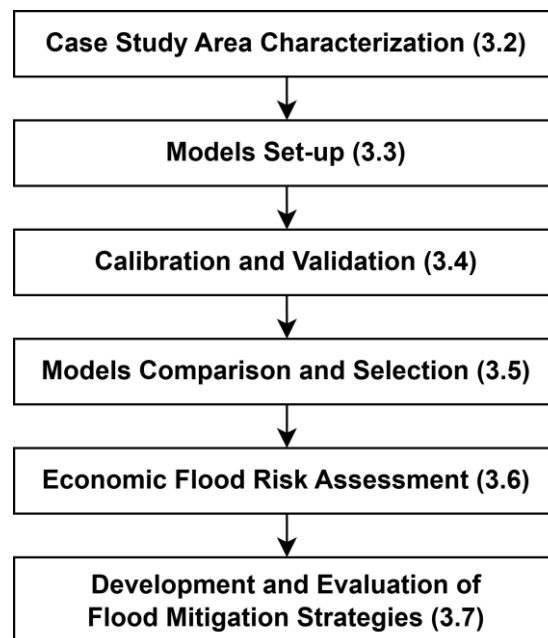 Case Study Area Characterization (3.2)
Models Set-up (3.3)
Calibration and Validation (3.4)
Models Comparison and Selection (3.5)
Economic Flood Risk Assessment (3.6)
Development and Evaluation of
Flood Mitigation Strategies (3.7)